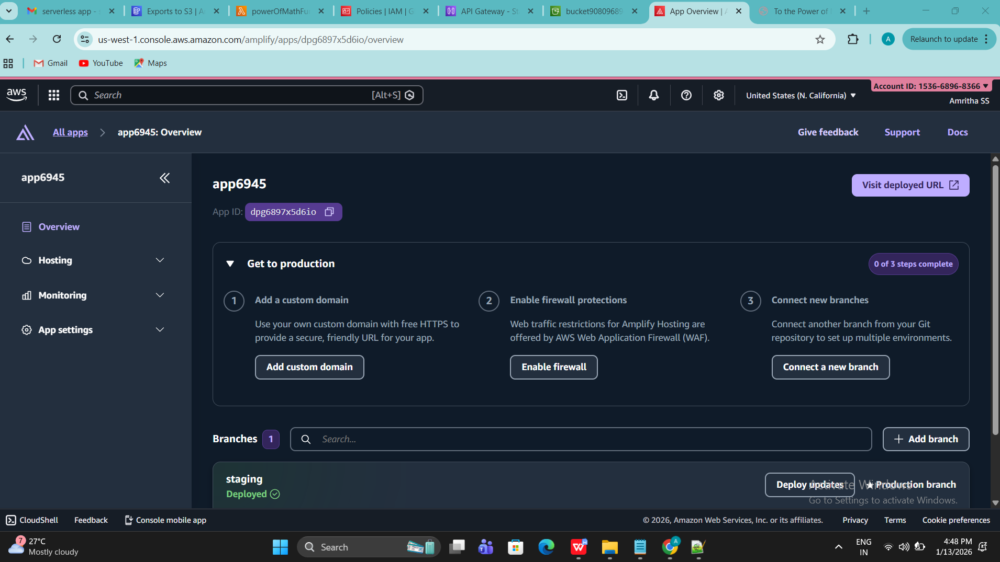 serverless app - s
Exports to S3 | A
powerOfMathFu
Policies | IAM | G
API Gateway - St
bucket90809689
App Overview | A
To the Power of
us-west-1.console.aws.amazon.com/amplify/apps/dpg6897x5d6io/overview
A
Relaunch to update
Gmail
YouTube
Maps
aws
Search
[Alt+S]
United States (N. California)
Account ID: 1536-6896-8366
Amritha SS
All apps
app6945: Overview
Give feedback
Support
Docs
app6945
Overview
Hosting
Monitoring
App settings
app6945
Visit deployed URL
App ID: dpg6897x5d6io
Get to production
0 of 3 steps complete
1
Add a custom domain
Use your own custom domain with free HTTPS to
provide a secure, friendly URL for your app.
Add custom domain
2
Enable firewall protections
Web traffic restrictions for Amplify Hosting are
offered by AWS Web Application Firewall (WAF).
Enable firewall
3
Connect new branches
Connect another branch from your Git
repository to set up multiple environments.
Connect a new branch
Branches 1
Search...
Add branch
staging
Deployed
Deploy updates
Production branch
Activate Windows
Go to Settings to activate Windows.
CloudShell
Feedback
Console mobile app
© 2026, Amazon Web Services, Inc. or its affiliates.
Privacy
Terms
Cookie preferences
7
27°C
Mostly cloudy
Search
A
ENG
IN
4:48 PM
1/13/2026